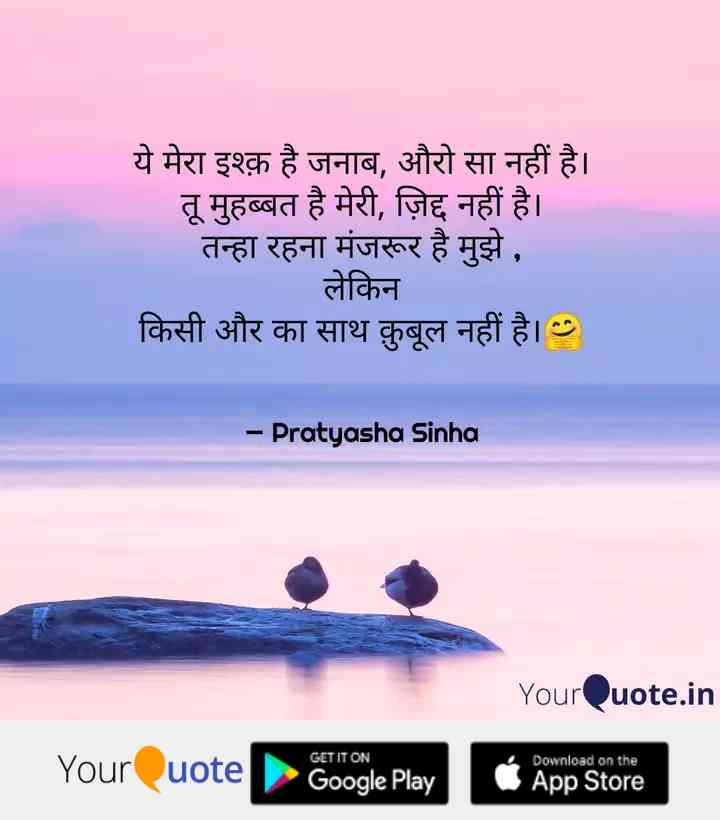 ये मेरा इश्क़ है जनाब, औरो सा नहीं है।
तू मुहब्बत है मेरी, ज़िद्द नहीं है।
तन्हा रहना मंजरूर है मुझे ,
लेकिन
किसी और का साथ क़ुबूल नहीं है।🤗
– Pratyasha Sinha
YourQuote.in
YourQuote
GET IT ON
Google Play
Download on the
App Store